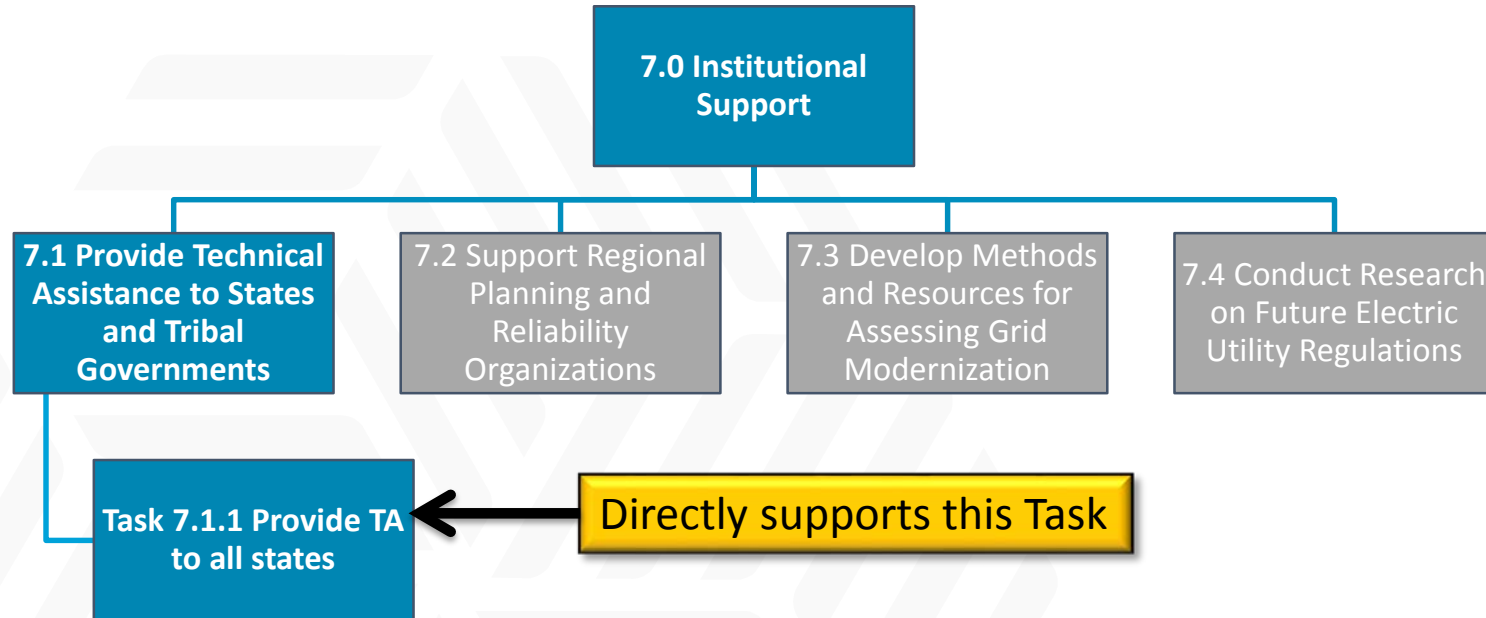 7.0 Institutional
Support
7.1 Provide Technical
Assistance to States
and Tribal
Governments
7.2 Support Regional
Planning and
Reliability
Organizations
7.3 Develop Methods
and Resources for
Assessing Grid
Modernization
7.4 Conduct Research
on Future Electric
Utility Regulations
Task 7.1.1 Provide TA
to all states
Directly supports this Task